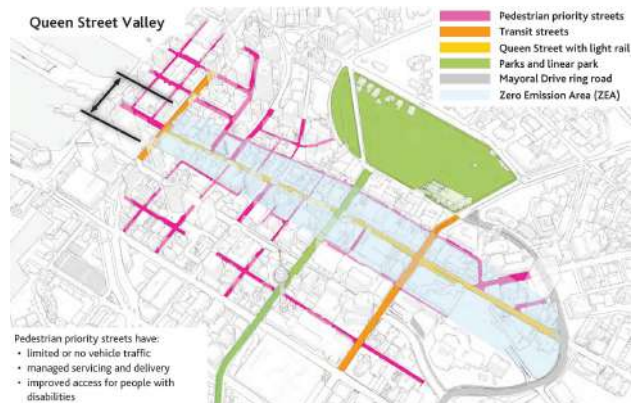 Queen Street Valley
Pedestrian priority streets
Transit streets
Queen Street with light rail
Parks and linear park
Mayoral Drive ring road
Zero Emission Area (ZEA)
Pedestrian priority streets have:
• limited or no vehicle traffic
• managed servicing and delivery
• improved access for people with
disabilities